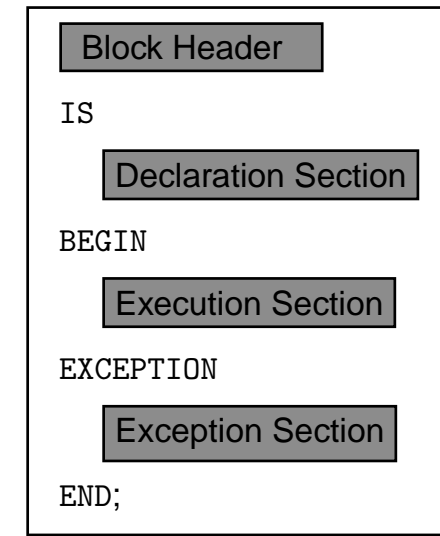 Block Header
IS
Declaration Section
BEGIN
Execution Section
EXCEPTION
Exception Section
END;